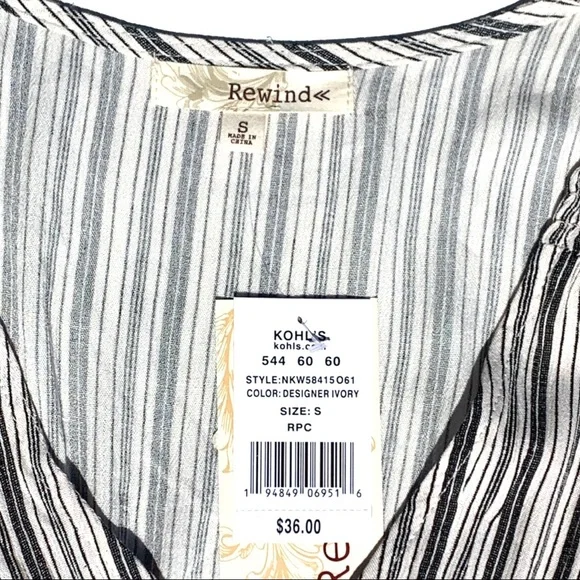 Rewind«
S
MADE IN
CHINA
KOHL'S
kohls.com
544 60 60
STYLE:NKW58415O61
COLOR:DESIGNER IVORY
SIZE: S
RPC
1 94849 06951 6
$36.00
Re